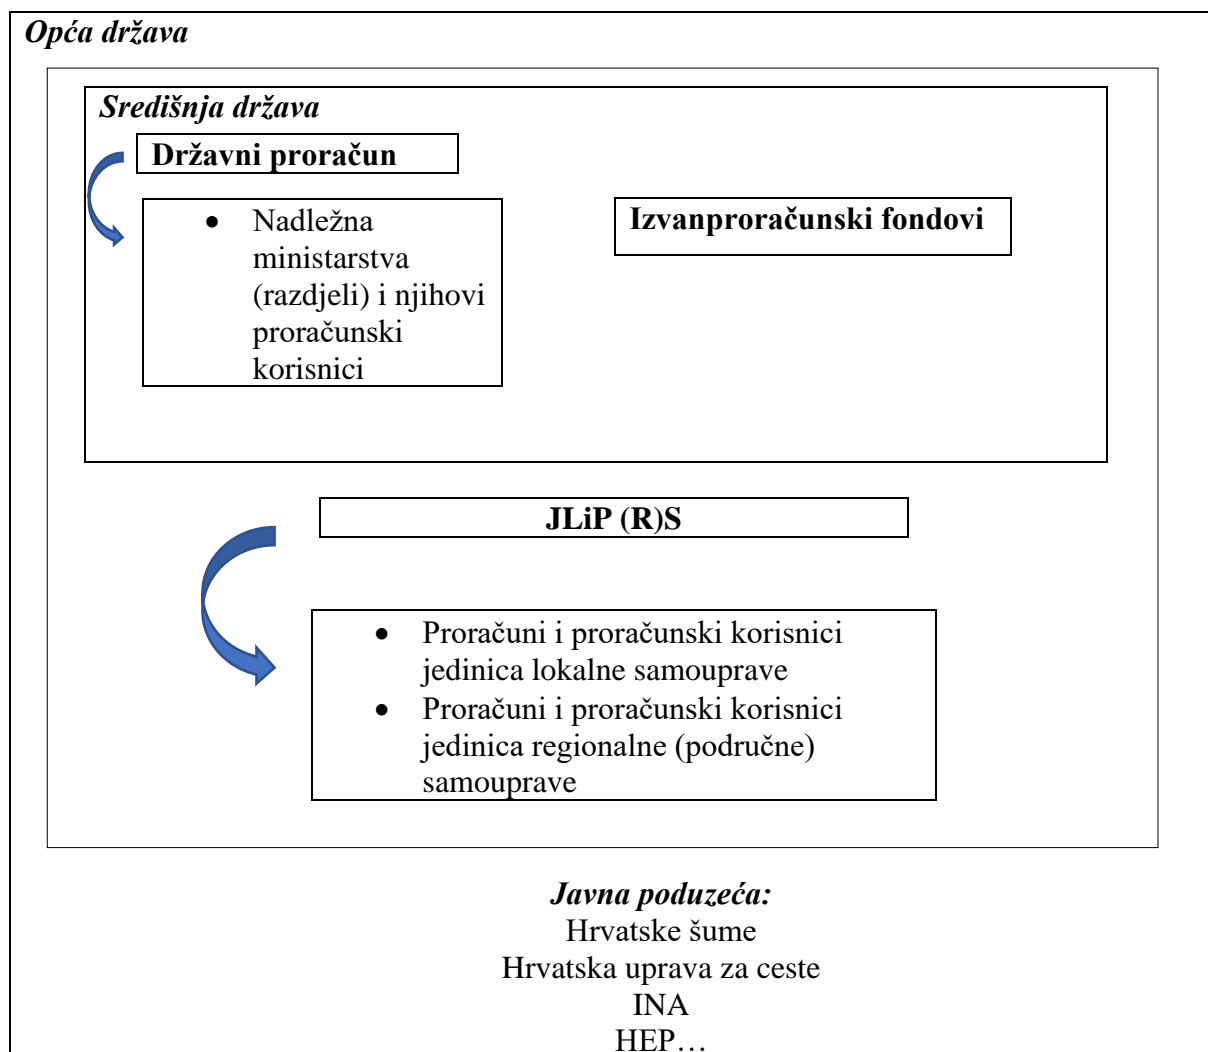 Opća država
Središnja država
Državni proračun
• Nadležna
ministarstva
(razdjeli) i njihovi
proračunski
korisnici
Izvanproračunski fondovi
JLiP (R)S
• Proračuni i proračunski korisnici
jedinica lokalne samouprave
• Proračuni i proračunski korisnici
jedinica regionalne (područne)
samouprave
Javna poduzeća:
Hrvatske šume
Hrvatska uprava za ceste
INA
HEP…